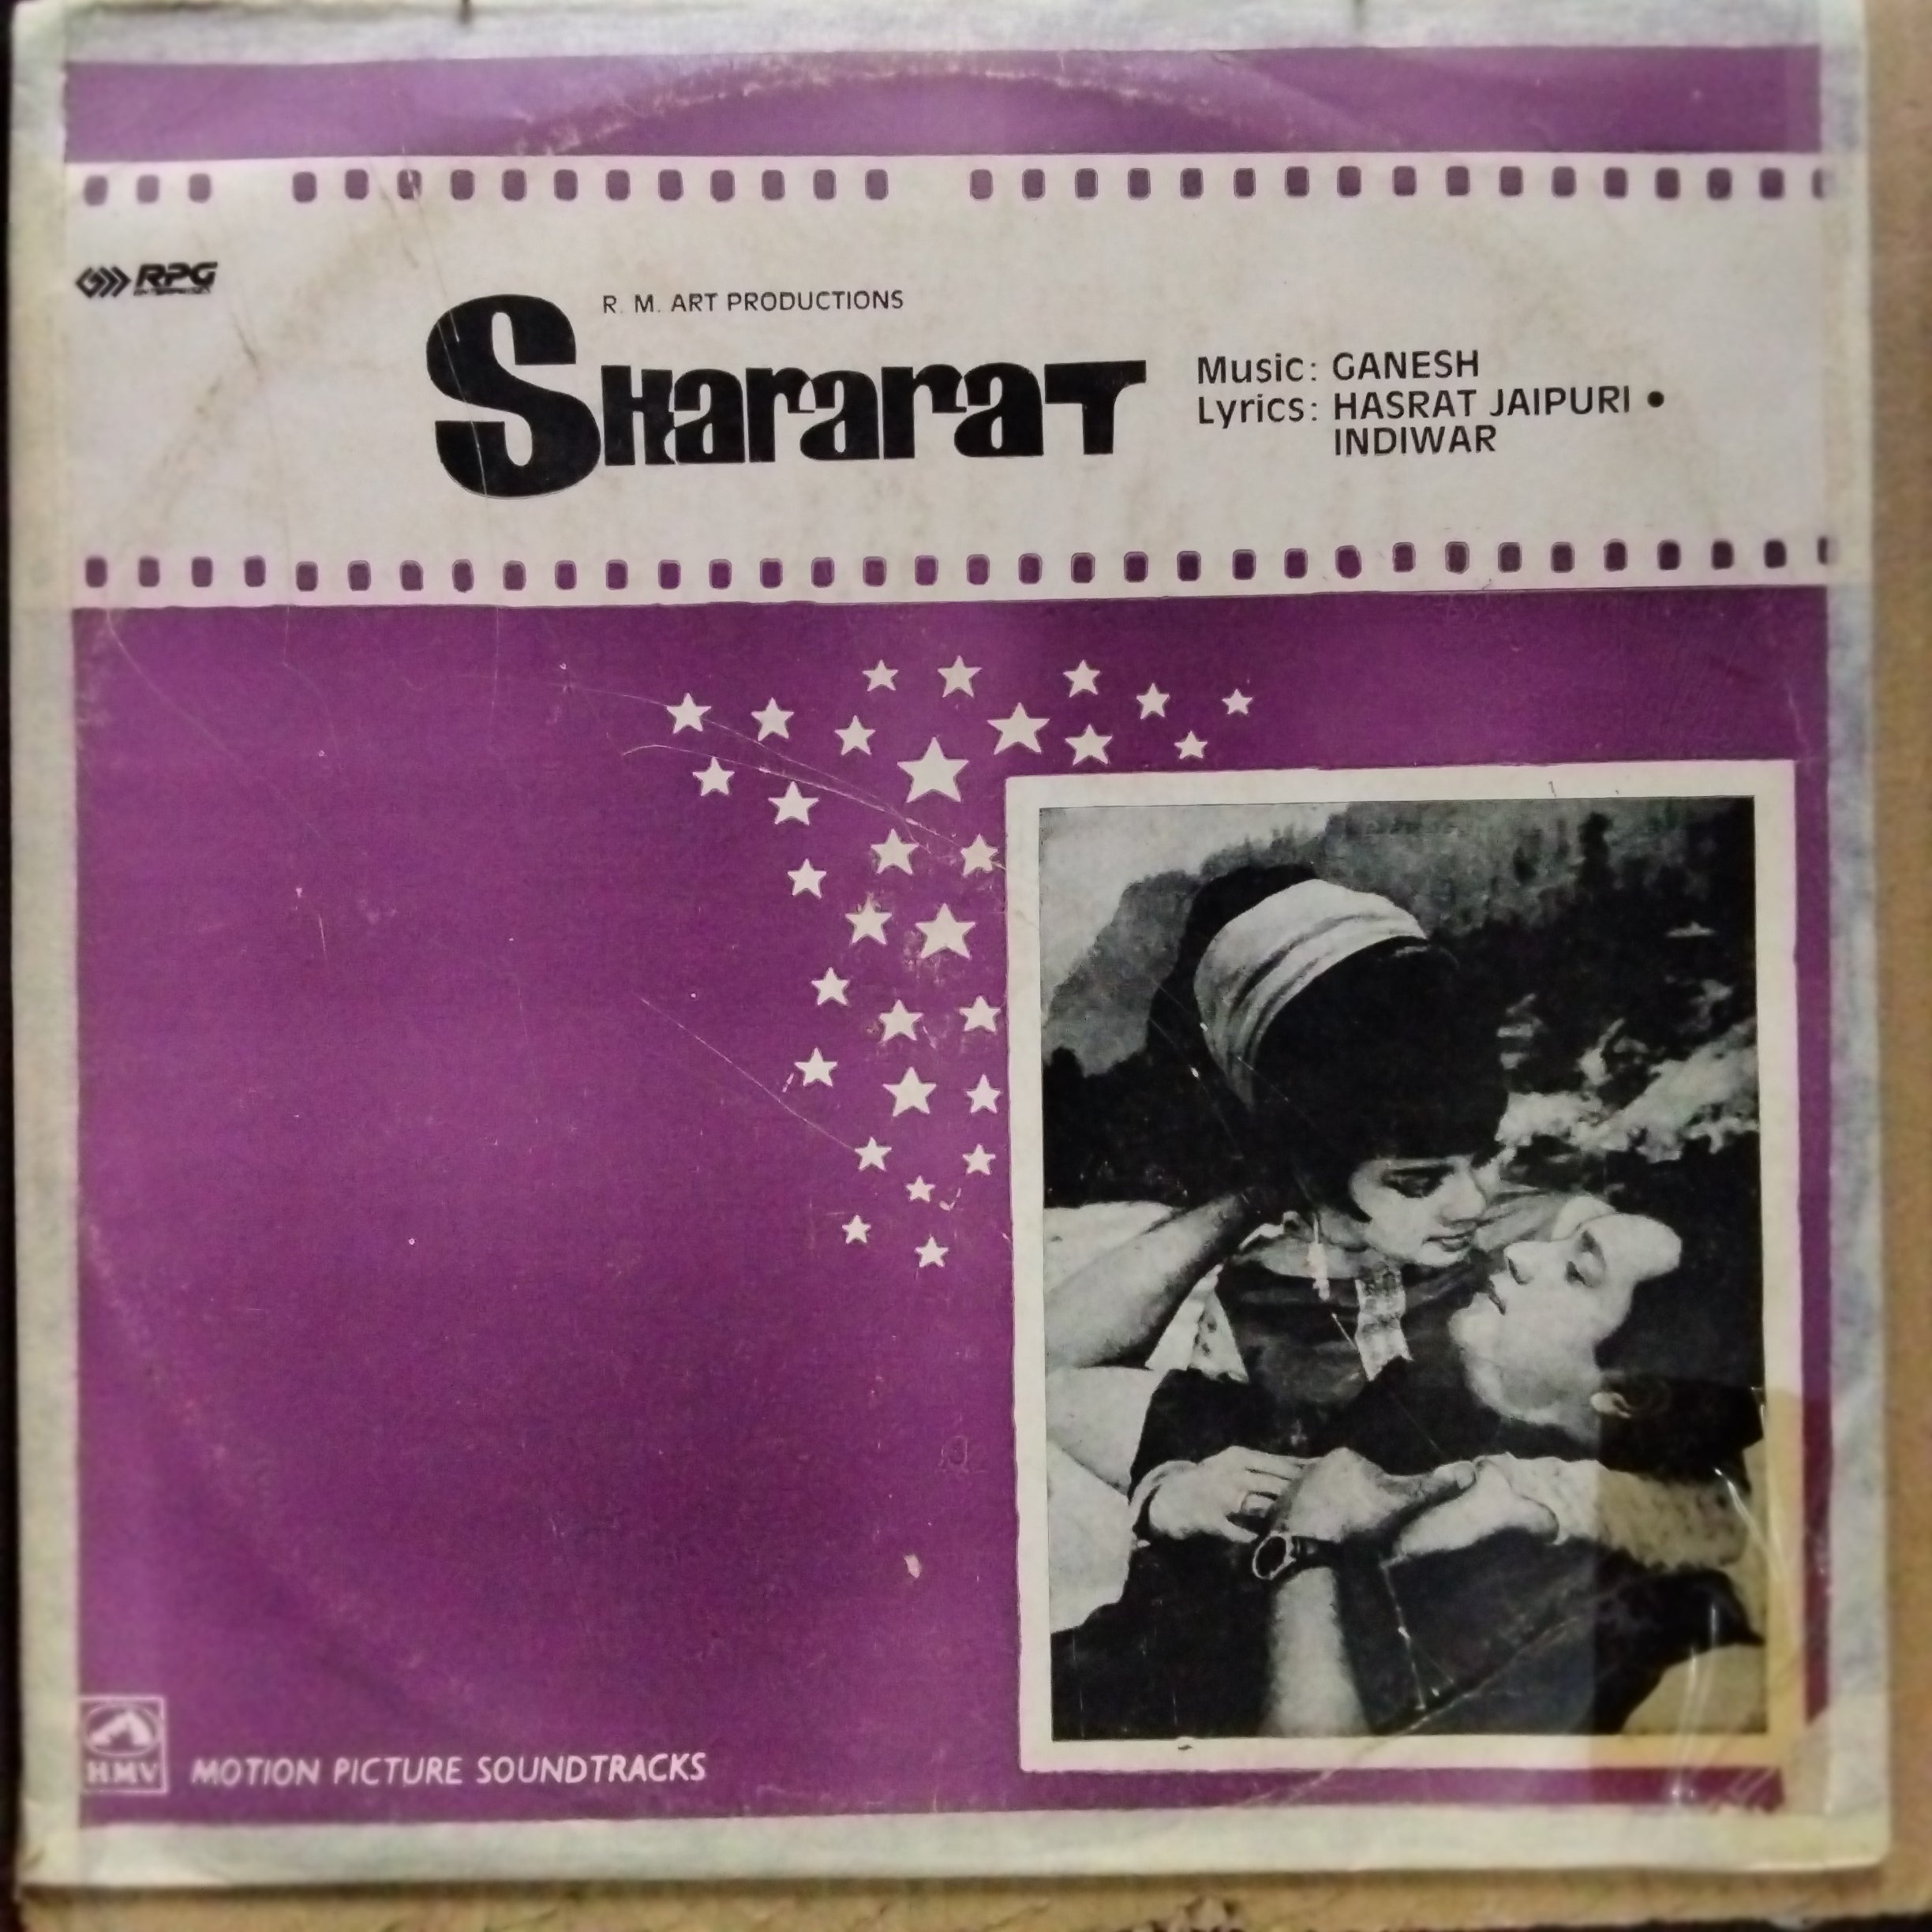 RPG
R. M. ART PRODUCTIONS
SHararaT
Music: GANESH
Lyrics: HASRAT JAIPURI •
INDIWAR
HMV
MOTION PICTURE SOUNDTRACKS